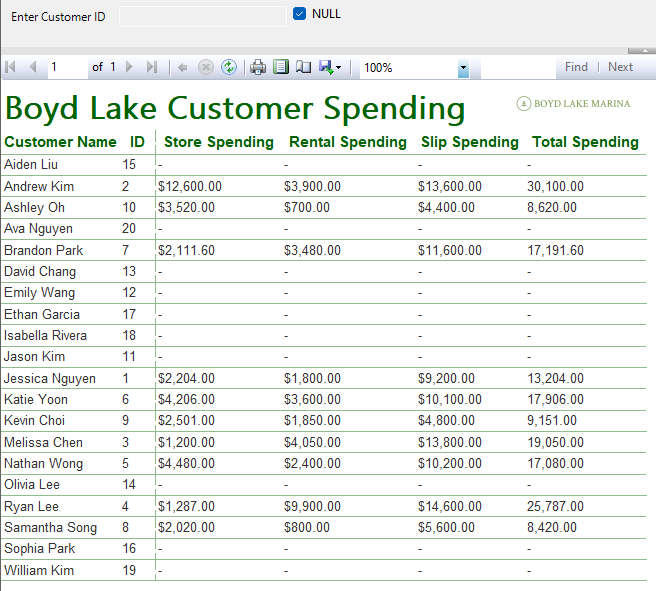 Enter Customer ID NULL
1 of 1 100% Find | Next
Boyd Lake Customer Spending BOYD LAKE MARINA
Customer Name ID Store Spending Rental Spending Slip Spending Total Spending
Aiden Liu 15 - - - -
Andrew Kim 2 $12,600.00 $3,900.00 $13,600.00 30,100.00
Ashley Oh 10 $3,520.00 $700.00 $4,400.00 8,620.00
Ava Nguyen 20 - - - -
Brandon Park 7 $2,111.60 $3,480.00 $11,600.00 17,191.60
David Chang 13 - - - -
Emily Wang 12 - - - -
Ethan Garcia 17 - - - -
Isabella Rivera 18 - - - -
Jason Kim 11 - - - -
Jessica Nguyen 1 $2,204.00 $1,800.00 $9,200.00 13,204.00
Katie Yoon 6 $4,206.00 $3,600.00 $10,100.00 17,906.00
Kevin Choi 9 $2,501.00 $1,850.00 $4,800.00 9,151.00
Melissa Chen 3 $1,200.00 $4,050.00 $13,800.00 19,050.00
Nathan Wong 5 $4,480.00 $2,400.00 $10,200.00 17,080.00
Olivia Lee 14 - - - -
Ryan Lee 4 $1,287.00 $9,900.00 $14,600.00 25,787.00
Samantha Song 8 $2,020.00 $800.00 $5,600.00 8,420.00
Sophia Park 16 - - - -
William Kim 19 - - - -